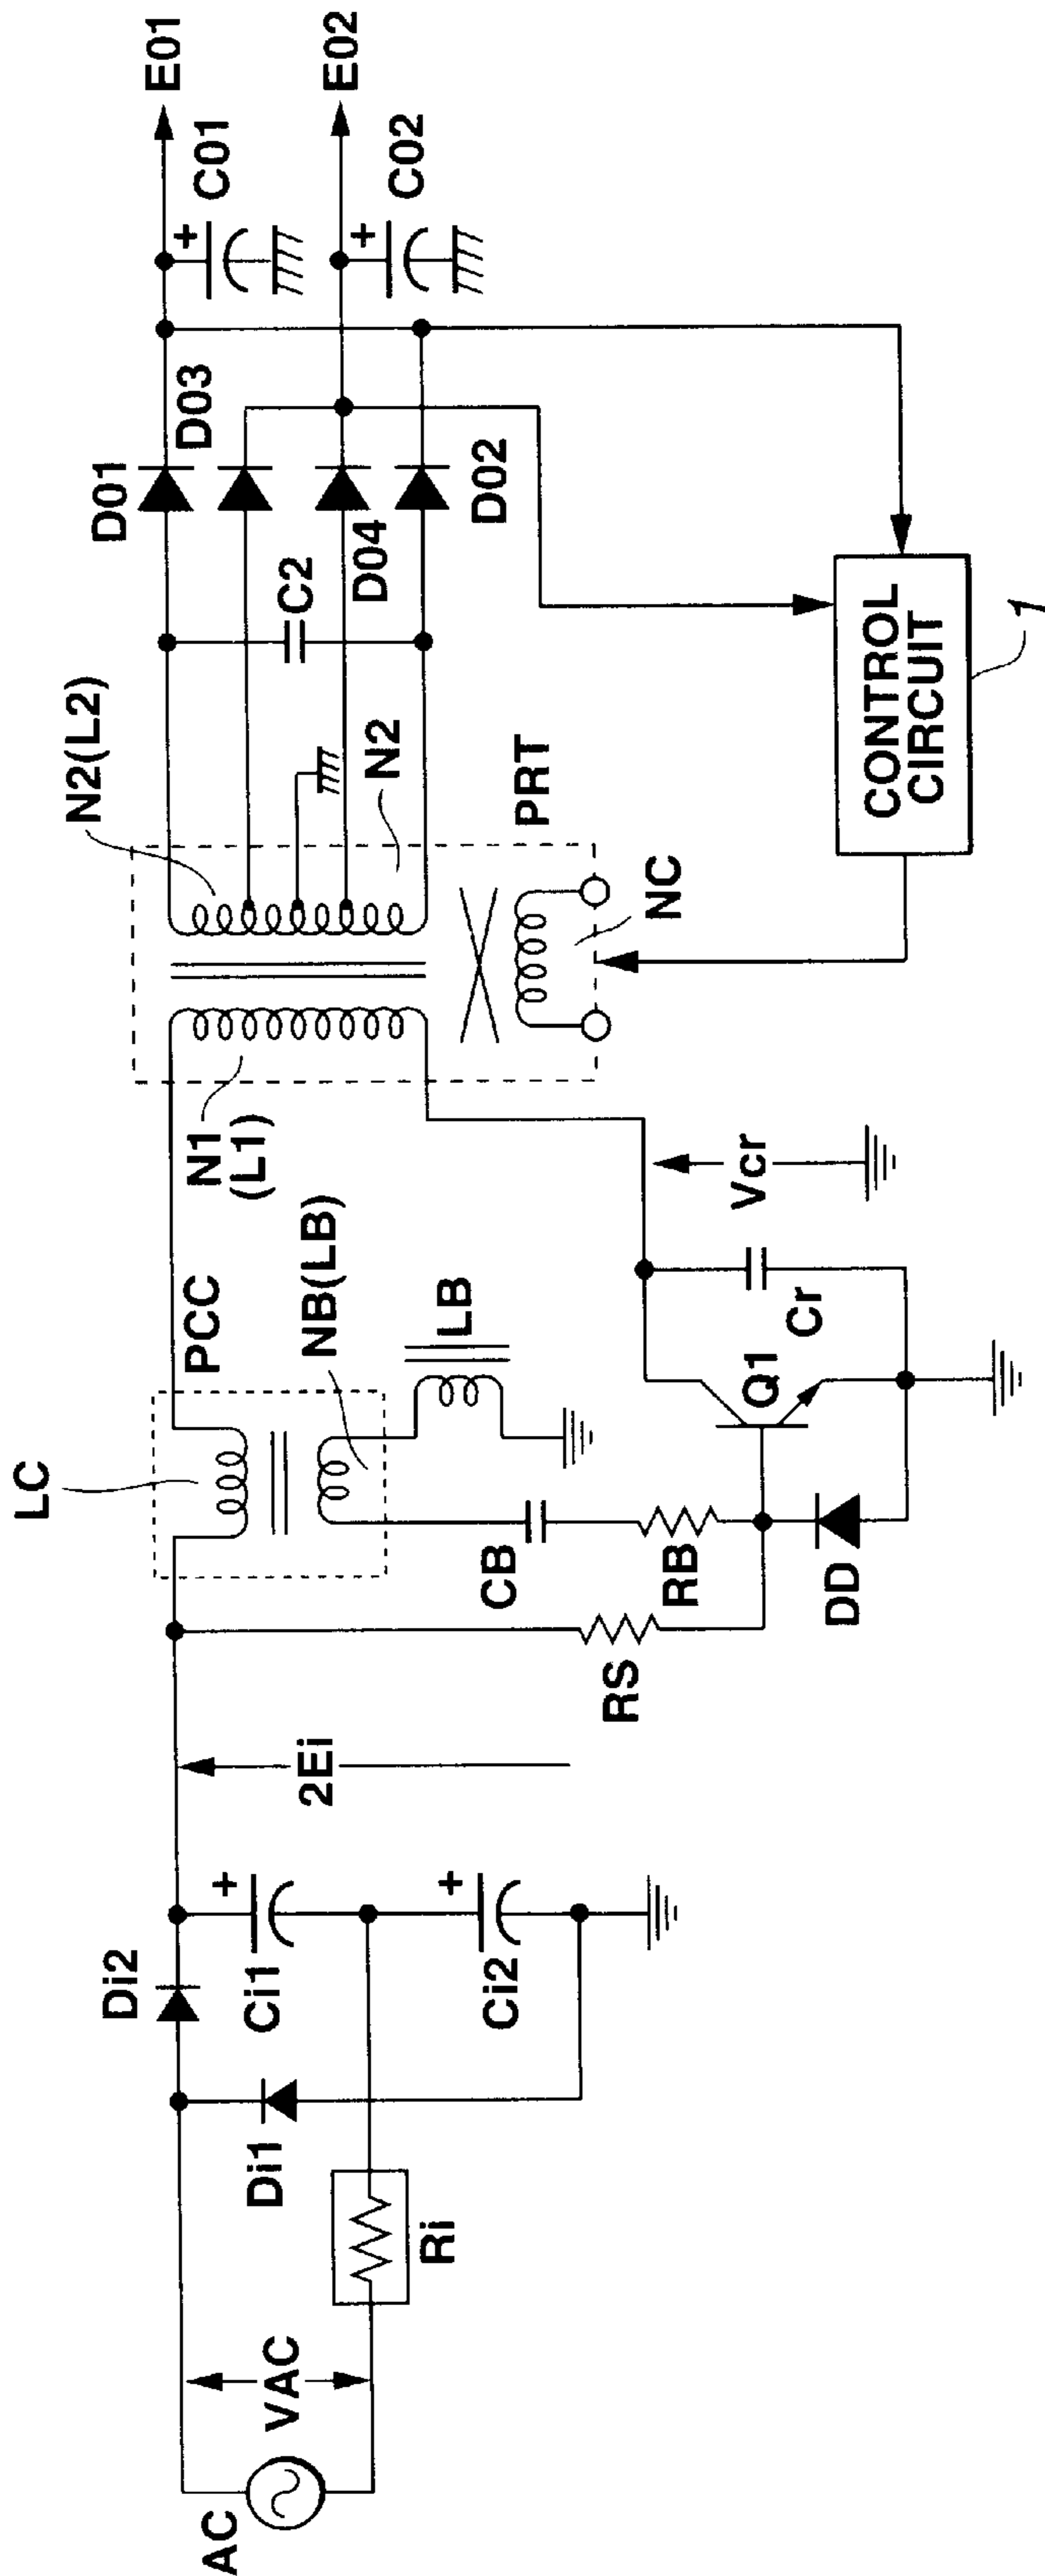 AC
VAC
Ri
Di1
Di2
Ci1
+
Ci2
+
2Ei
RS
LC
PCC
NB(LB)
LB
CB
RB
DD
Q1
Cr
Vcr
N1
(L1)
N2(L2)
N2
PRT
NC
C2
D01
D03
D04
D02
+
C01
+
C02
E01
E02
CONTROL
CIRCUIT
1